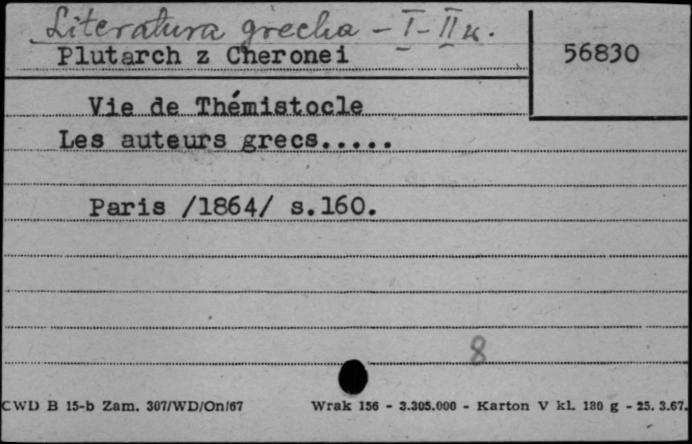 Literatura grecka - I-II w.
Plutarch z Cheronei
56830
Vie de Thémistocle
Les auteurs grecs.....
Paris /1864/ s.160.
8
CWD B 15-b Zam. 307/WD/On/67 Wrak 156 - 3.305.000 - Karton V kl. 180 g - 25. 3.67.